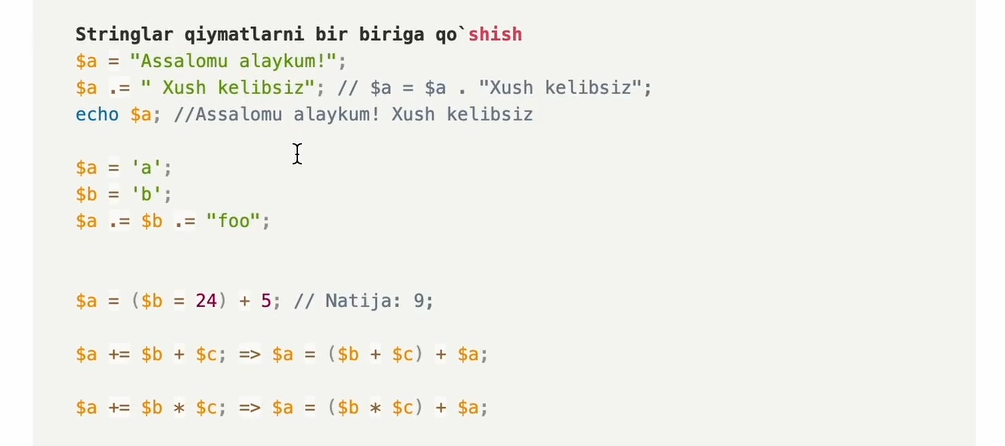 Stringlar qiymatlarni bir biriga qo`shish
$a = "Assalomu alaykum!";
$a .= " Xush kelibsiz"; // $a = $a . "Xush kelibsiz";
echo $a; //Assalomu alaykum! Xush kelibsiz
$a = 'a';
$b = 'b';
$a .= $b .= "foo";
$a = ($b = 24) + 5; // Natija: 9;
$a += $b + $c; => $a = ($b + $c) + $a;
$a += $b * $c; => $a = ($b * $c) + $a;